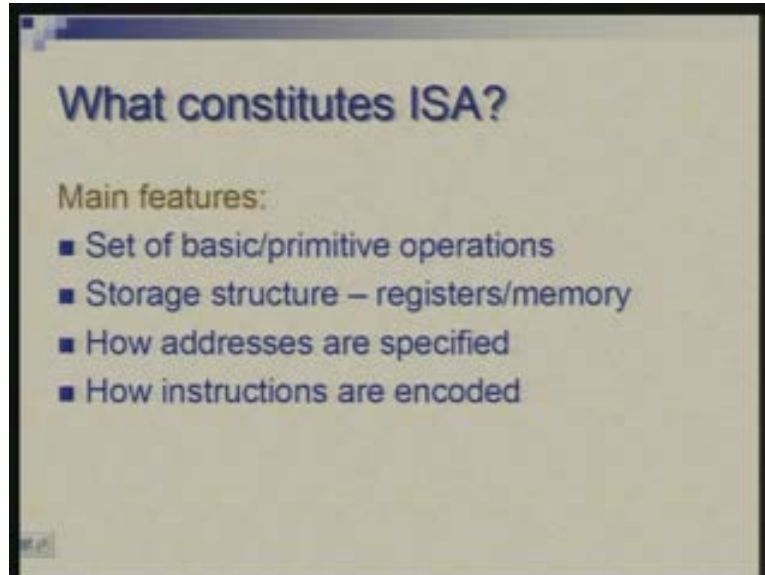 What constitutes ISA?
Main features:
■ Set of basic/primitive operations
■ Storage structure – registers/memory
■ How addresses are specified
■ How instructions are encoded